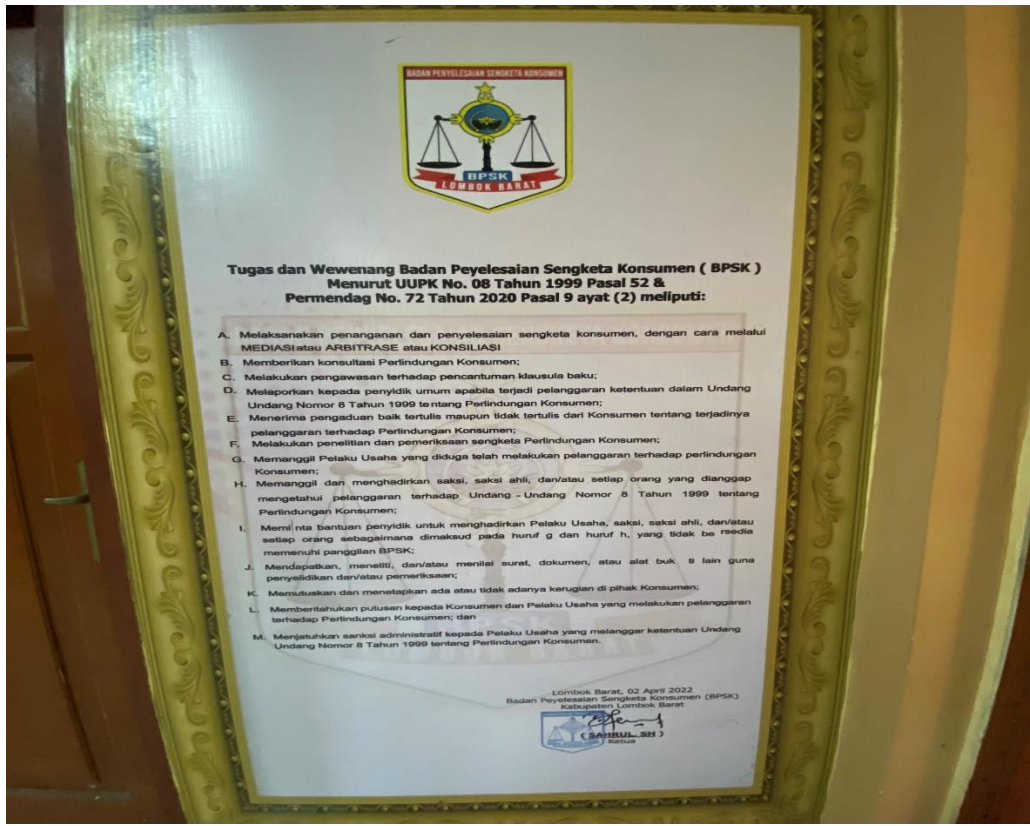 BADAN PENYELESAIAN SENGKETA KONSUMEN
BPSK
LOMBOK BARAT
Tugas dan Wewenang Badan Peyelesaian Sengketa Konsumen ( BPSK )
Menurut UUPK No. 08 Tahun 1999 Pasal 52 &
Permendag No. 72 Tahun 2020 Pasal 9 ayat (2) meliputi:
A. Melaksanakan penanganan dan penyelesaian sengketa konsumen, dengan cara melalui
MEDIASI atau ARBITRASE atau KONSILIASI
B. Memberikan konsultasi Perlindungan Konsumen;
C. Melakukan pengawasan terhadap pencantuman klausula baku;
D. Melaporkan kepada penyidik umum apabila terjadi pelanggaran ketentuan dalam Undang
Undang Nomor 8 Tahun 1999 tentang Perlindungan Konsumen;
E. Menerima pengaduan baik tertulis maupun tidak tertulis dari Konsumen tentang terjadinya
pelanggaran terhadap Perlindungan Konsumen;
F. Melakukan penelitian dan pemeriksaan sengketa Perlindungan Konsumen;
G. Memanggil Pelaku Usaha yang diduga telah melakukan pelanggaran terhadap perlindungan
Konsumen;
H. Memanggil dan menghadirkan saksi, saksi ahli, dan/atau setiap orang yang dianggap
mengetahui pelanggaran terhadap Undang - Undang Nomor 8 Tahun 1999 tentang
Perlindungan Konsumen;
I. Memi nta bantuan penyidik untuk menghadirkan Pelaku Usaha, saksi, saksi ahli, dan/atau
setiap orang sebagaimana dimaksud pada huruf g dan huruf h, yang tidak be rsedia
memenuhi panggilan BPSK;
J. Mendapatkan, meneliti, dan/atau menilai surat, dokumen, atau alat buk ti lain guna
penyelidikan dan/atau pemeriksaan;
K. Memutuskan dan menetapkan ada atau tidak adanya kerugian di pihak Konsumen;
L. Memberitahukan putusan kepada Konsumen dan Pelaku Usaha yang melakukan pelanggaran
terhadap Perlindungan Konsumen; dan
M. Menjatuhkan sanksi administratif kepada Pelaku Usaha yang melanggar ketentuan Undang
Undang Nomor 8 Tahun 1999 tentang Perlindungan Konsumen.
Lombok Barat, 02 April 2022
Badan Peyelesaian Sengketa Konsumen (BPSK)
Kabupaten Lombok Barat
( SAHRUL. SH )
Ketua